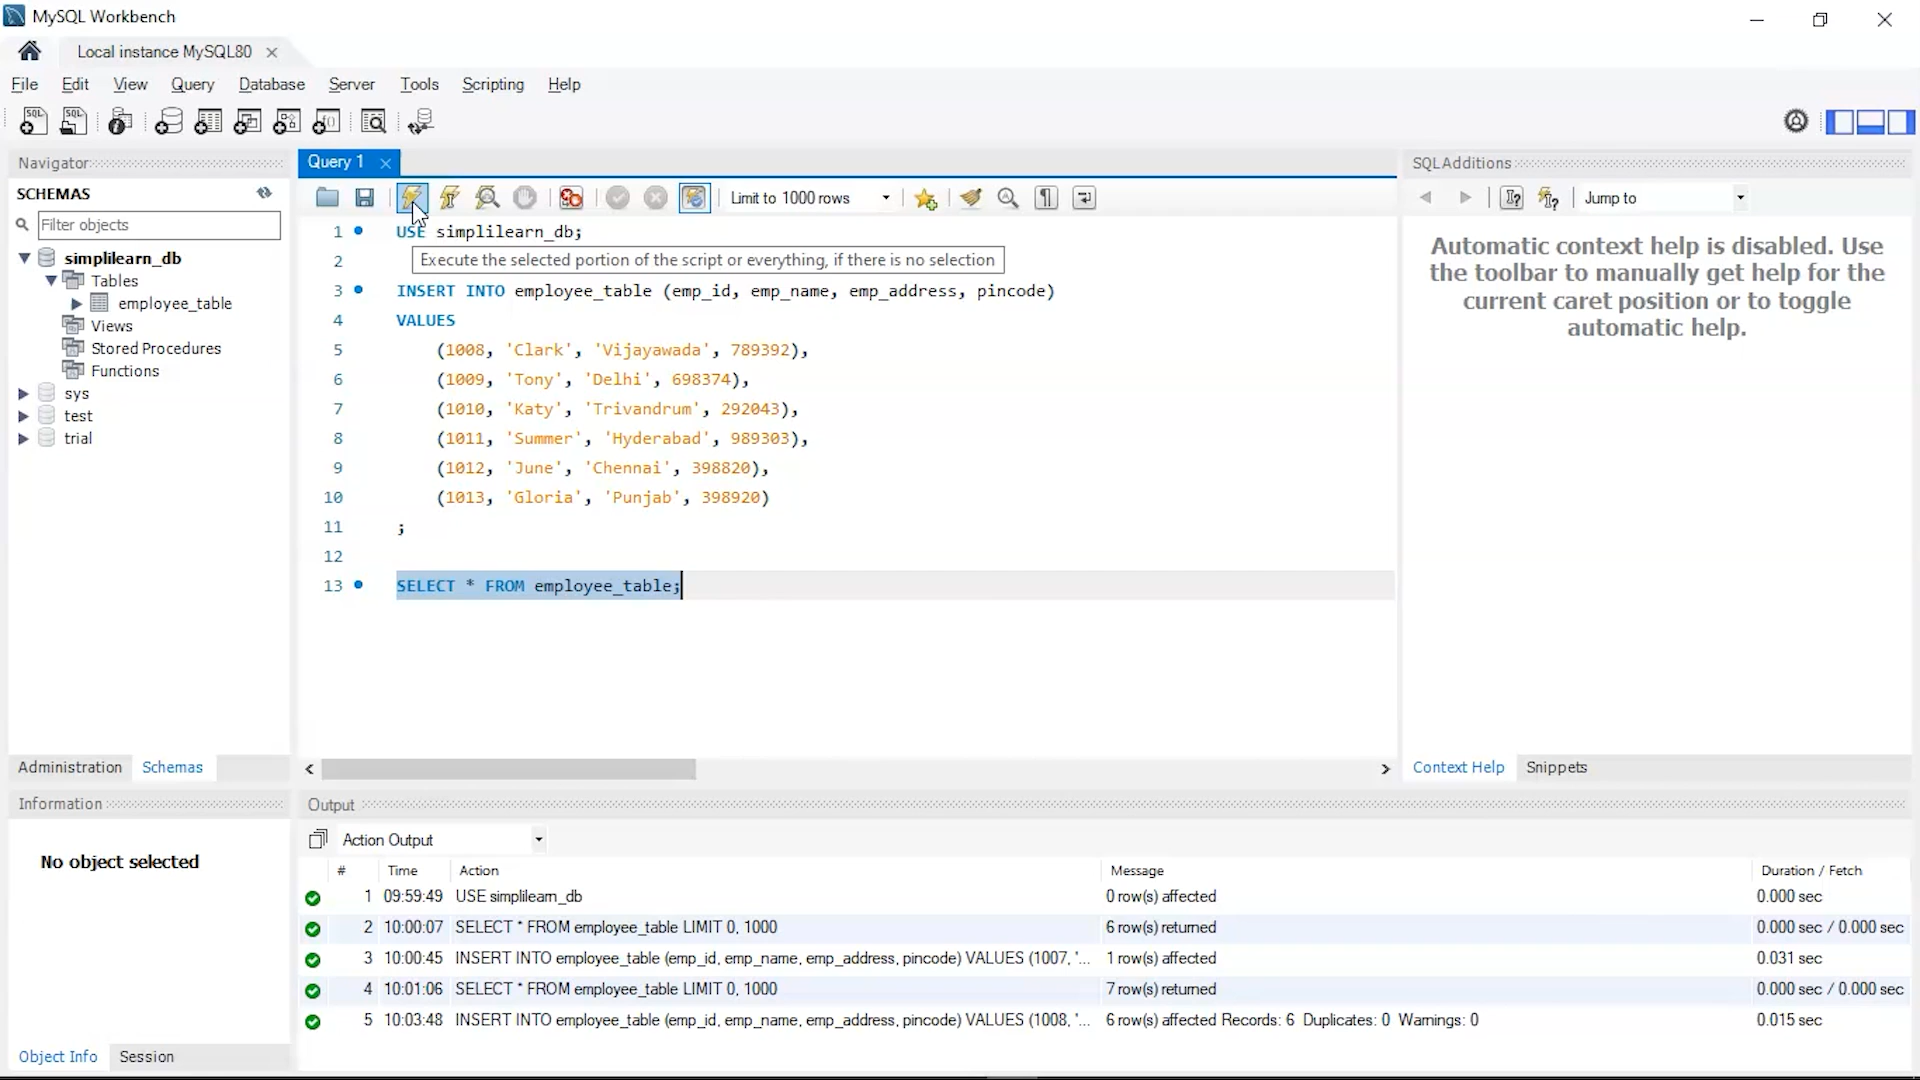 MySQL Workbench
Local instance MySQL80
File Edit View Query Database Server Tools Scripting Help
Navigator
SCHEMAS
Filter objects
simplilearn_db
Tables
employee_table
Views
Stored Procedures
Functions
sys
test
trial
Administration Schemas
Information
No object selected
Object Info Session
Query 1
Limit to 1000 rows
1 USE simplilearn_db;
2
Execute the selected portion of the script or everything, if there is no selection
3 INSERT INTO employee_table (emp_id, emp_name, emp_address, pincode)
4 VALUES
5 (1008, 'Clark', 'Vijayawada', 789392),
6 (1009, 'Tony', 'Delhi', 698374),
7 (1010, 'Katy', 'Trivandrum', 292043),
8 (1011, 'Summer', 'Hyderabad', 989303),
9 (1012, 'June', 'Chennai', 398820),
10 (1013, 'Gloria', 'Punjab', 398920)
11 ;
12
13 SELECT * FROM employee_table;
SQLAdditions
Jump to
Automatic context help is disabled. Use
the toolbar to manually get help for the
current caret position or to toggle
automatic help.
Context Help Snippets
Output
Action Output
# Time Action Message Duration / Fetch
1 09:59:49 USE simplilearn_db 0 row(s) affected 0.000 sec
2 10:00:07 SELECT * FROM employee_table LIMIT 0, 1000 6 row(s) returned 0.000 sec / 0.000 sec
3 10:00:45 INSERT INTO employee_table (emp_id, emp_name, emp_address, pincode) VALUES (1007, '... 1 row(s) affected 0.031 sec
4 10:01:06 SELECT * FROM employee_table LIMIT 0, 1000 7 row(s) returned 0.000 sec / 0.000 sec
5 10:03:48 INSERT INTO employee_table (emp_id, emp_name, emp_address, pincode) VALUES (1008, '... 6 row(s) affected Records: 6 Duplicates: 0 Warnings: 0 0.015 sec